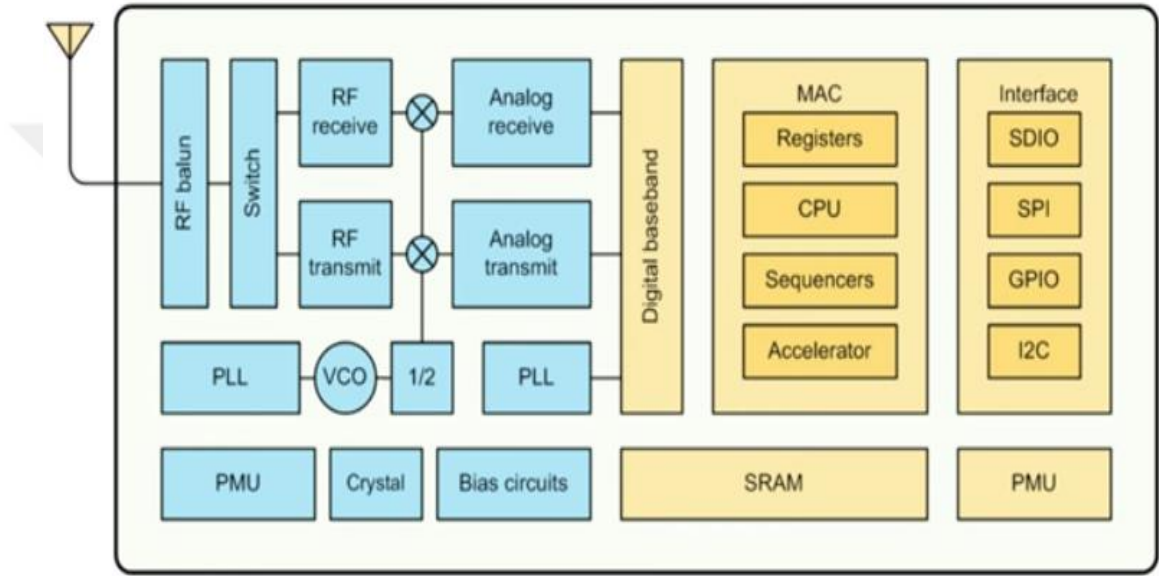 RF balun
Switch
RF
receive
Analog
receive
RF
transmit
Analog
transmit
Digital baseband
MAC
Registers
CPU
Sequencers
Accelerator
Interface
SDIO
SPI
GPIO
I2C
PLL
VCO
1/2
PLL
PMU
Crystal
Bias circuits
SRAM
PMU